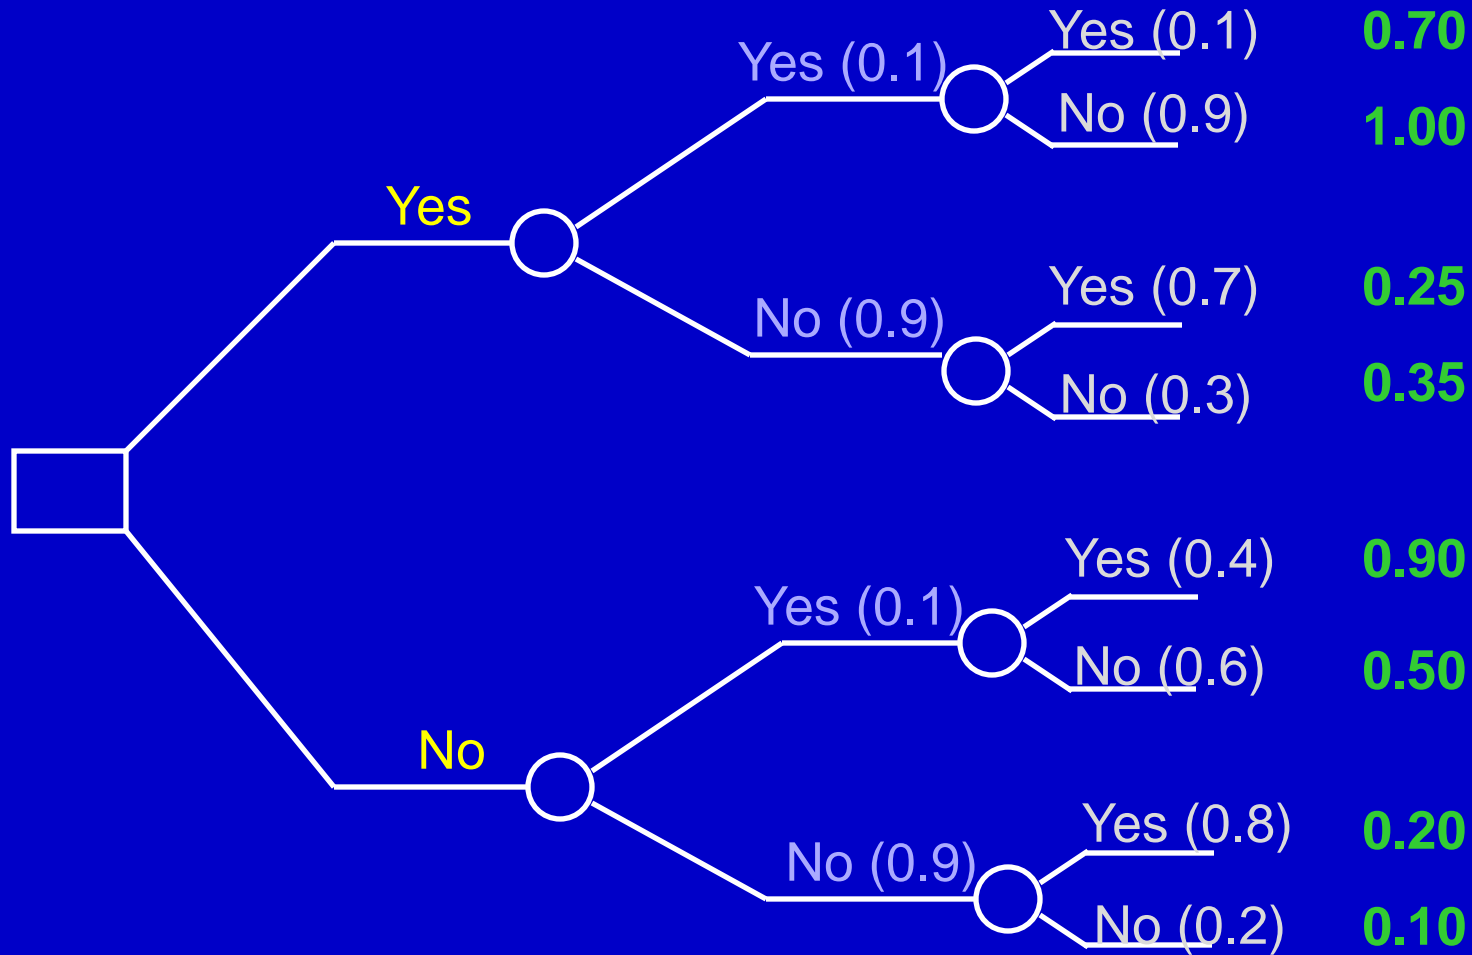 Yes (0.1) 0.70
Yes (0.1)
No (0.9) 1.00
Yes
Yes (0.7) 0.25
No (0.9)
No (0.3) 0.35
Yes (0.4) 0.90
Yes (0.1)
No (0.6) 0.50
No
Yes (0.8) 0.20
No (0.9)
No (0.2) 0.10